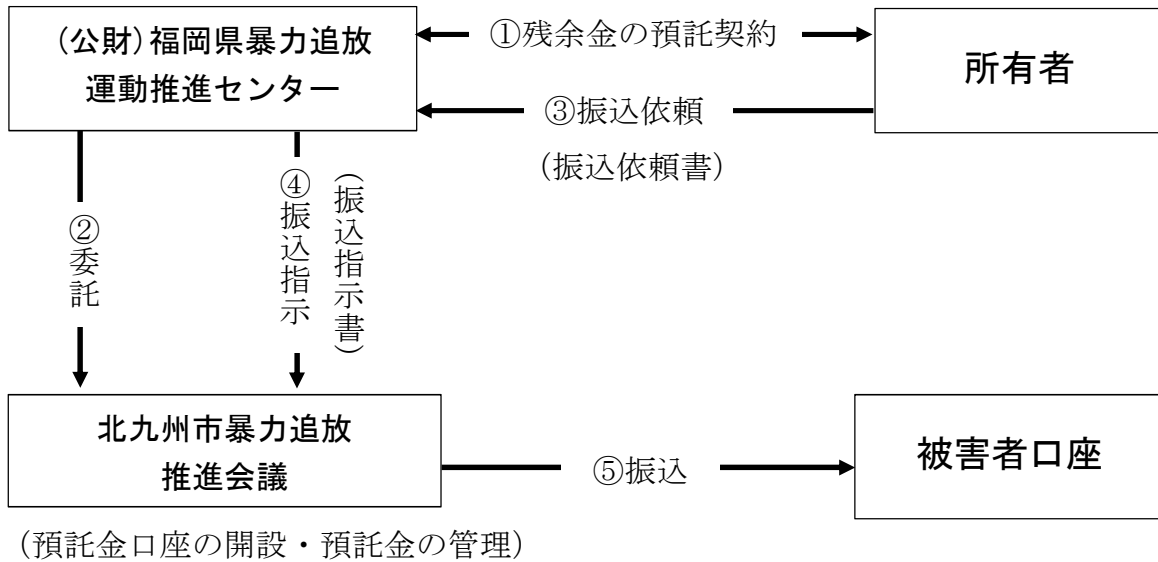 (公財)福岡県暴力追放
運動推進センター
①残余金の預託契約
所有者
③振込依頼
(振込依頼書)
②委託
④振込指示
(振込指示書)
北九州市暴力追放
推進会議
⑤振込
被害者口座
(預託金口座の開設・預託金の管理)